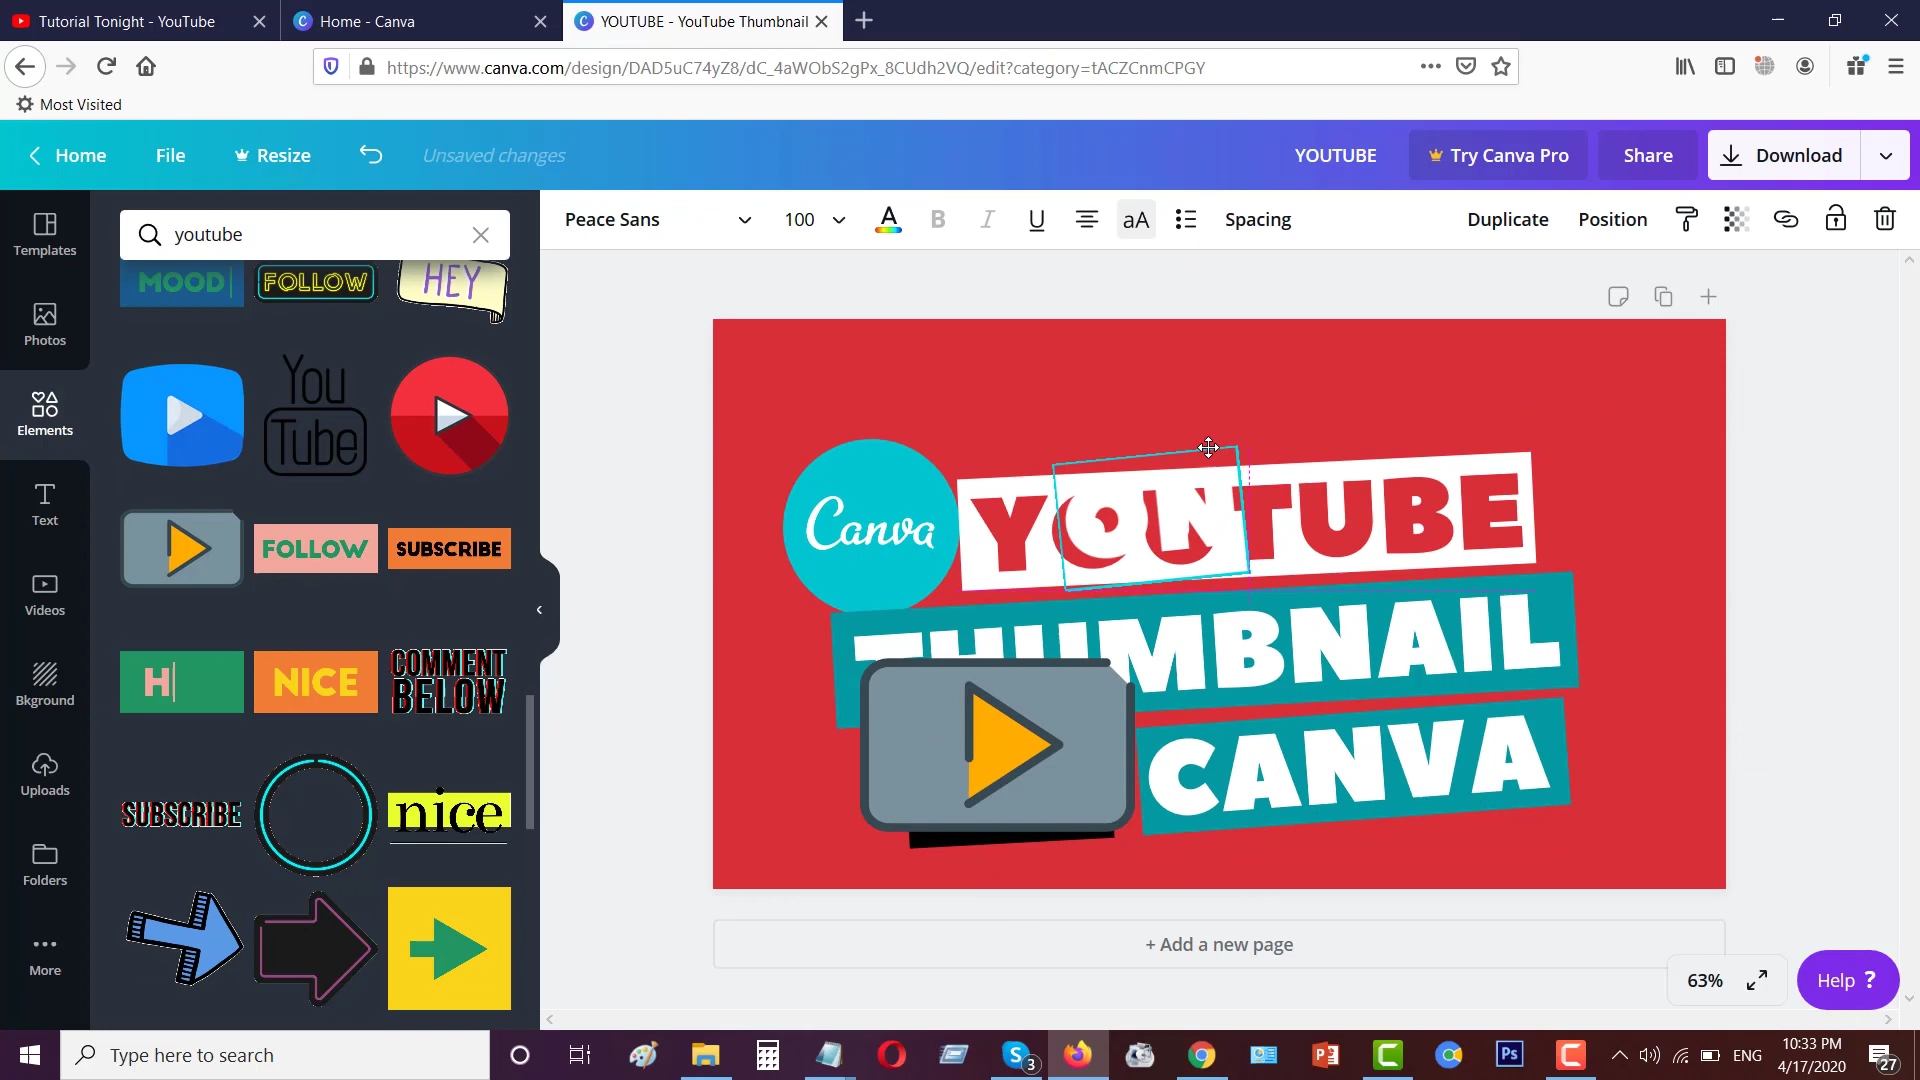 Tutorial Tonight - YouTube
Home - Canva
YOUTUBE - YouTube Thumbnail
https://www.canva.com/design/DAD5uC74yZ8/dC_4aWObS2gPx_8CUdh2VQ/edit?category=tACZCnmCPGY
Most Visited
Home
File
Resize
Unsaved changes
YOUTUBE
Try Canva Pro
Share
Download
Templates
Photos
Elements
Text
Videos
Bkground
Uploads
Folders
More
youtube
MOOD
FOLLOW
HEY
You
Tube
FOLLOW
SUBSCRIBE
H
NICE
COMMENT
BELOW
SUBSCRIBE
nice
Peace Sans
100
A
B
I
U
aA
Spacing
Duplicate
Position
Canva
YOUTUBE
ON
THUMBNAIL
CANVA
+ Add a new page
63%
Help ?
Type here to search
3
Ps
ENG
10:33 PM
4/17/2020
27